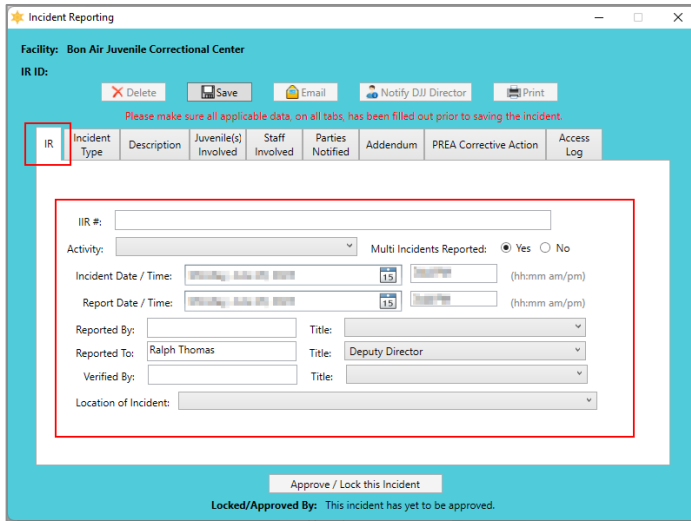 Incident Reporting
Facility: Bon Air Juvenile Correctional Center
IR ID:
Delete Save Email Notify DJJ Director Print
Please make sure all applicable data, on all tabs, has been filled out prior to saving the incident.
IR Incident Type Description Juvenile(s) Involved Staff Involved Parties Notified Addendum PREA Corrective Action Access Log
IIR #:
Activity: Multi Incidents Reported: Yes No
Incident Date / Time: 15 (hh:mm am/pm)
Report Date / Time: 15 (hh:mm am/pm)
Reported By: Title:
Reported To: Ralph Thomas Title: Deputy Director
Verified By: Title:
Location of Incident:
Approve / Lock this Incident
Locked/Approved By: This incident has yet to be approved.